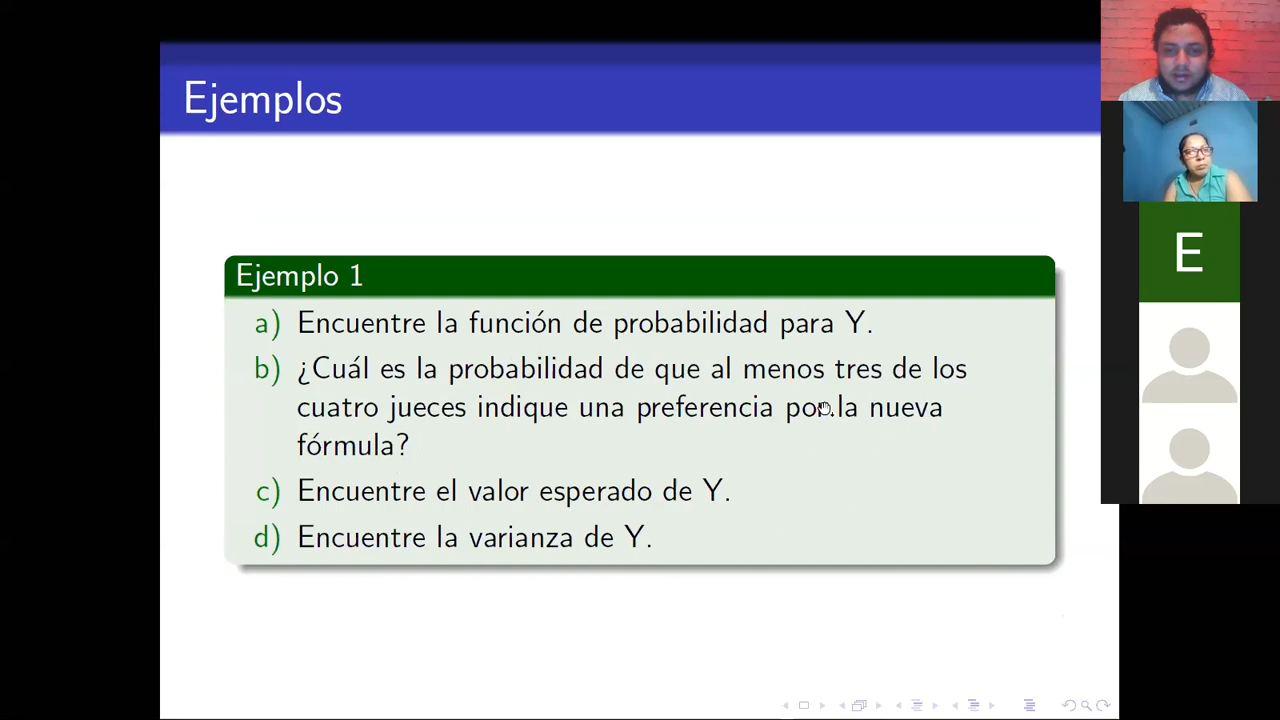 Ejemplos
Ejemplo 1
a) Encuentre la función de probabilidad para Y.
b) ¿Cuál es la probabilidad de que al menos tres de los
cuatro jueces indique una preferencia por la nueva
fórmula?
c) Encuentre el valor esperado de Y.
d) Encuentre la varianza de Y.
E